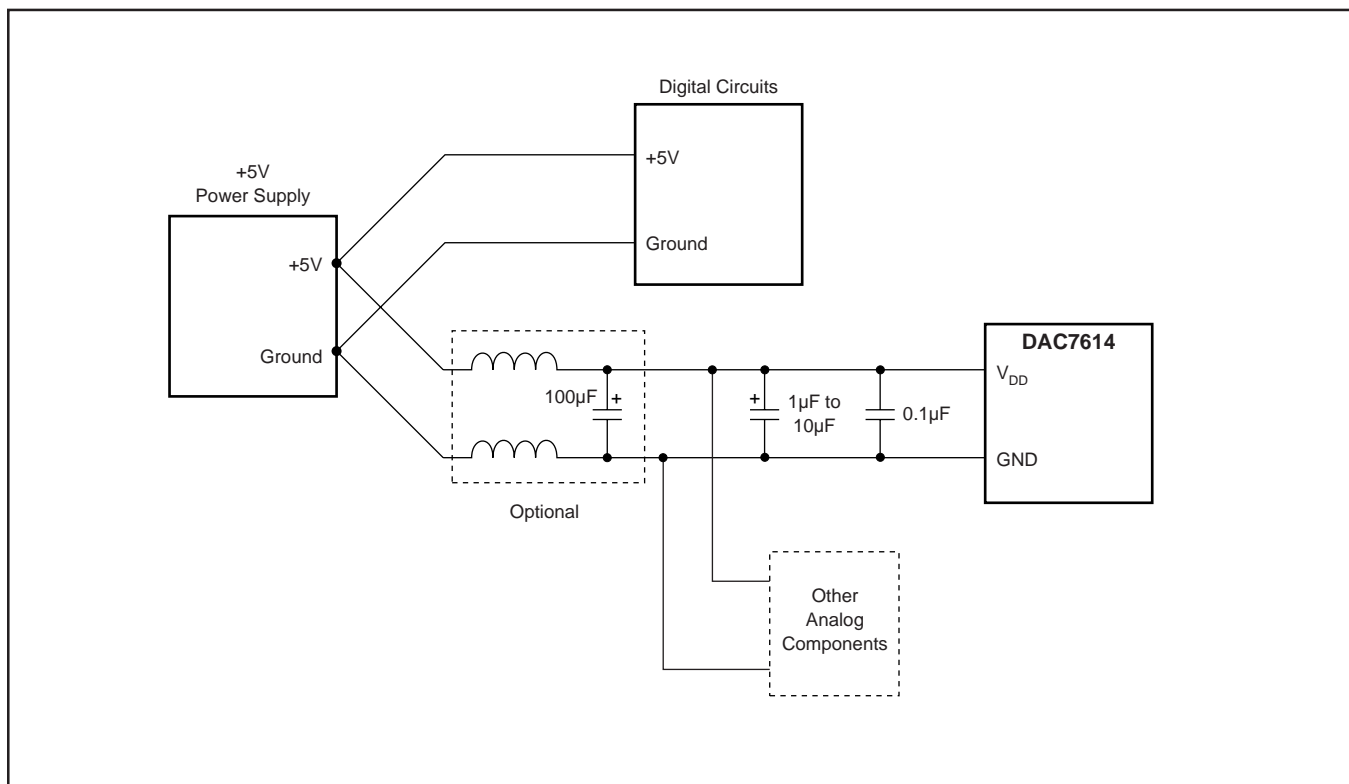 Digital Circuits
+5V
Ground
+5V
Power Supply
+5V
Ground
100µF
+
Optional
+
1µF to
10µF
0.1µF
DAC7614
VDD
GND
Other
Analog
Components